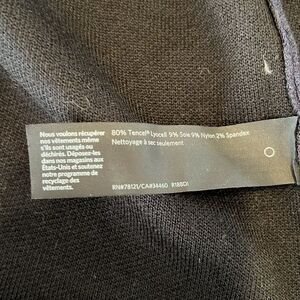 Nous voulons récupérer
nos vêtements même
s'ils sont usagés ou
déchirés. Déposez-les
dans nos magasins aux
États-Unis et soutenez
notre programme de
recyclage des
vêtements.
80% Tencel® Lyocell 9% Soie 9% Nylon 2% Spandex
Nettoyage à sec seulement
RN#78121/CA#34460 R1BBDI